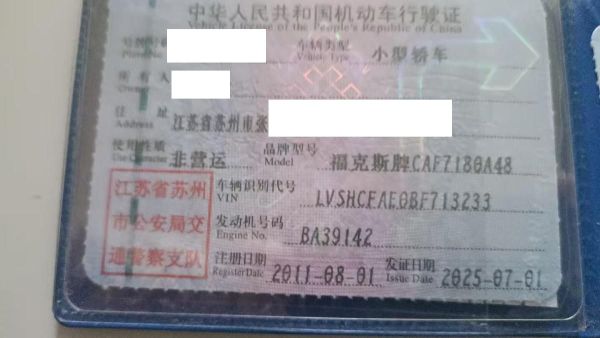 中华人民共和国机动车行驶证
Vehicle License of the People's Republic of China
车辆类型 小型轿车
Vehicle Type
所有人
Owner
住址 江苏省苏州市张
Address
使用性质 非营运 品牌型号 福克斯牌CAF7180A48
Use Character Model
江苏省苏州市公安局交通警察支队
车辆识别代号 LVSHCFAE0BF713233
VIN
发动机号码 BA39142
Engine No.
注册日期 2011-08-01 发证日期 2025-07-01
Register Date Issue Date